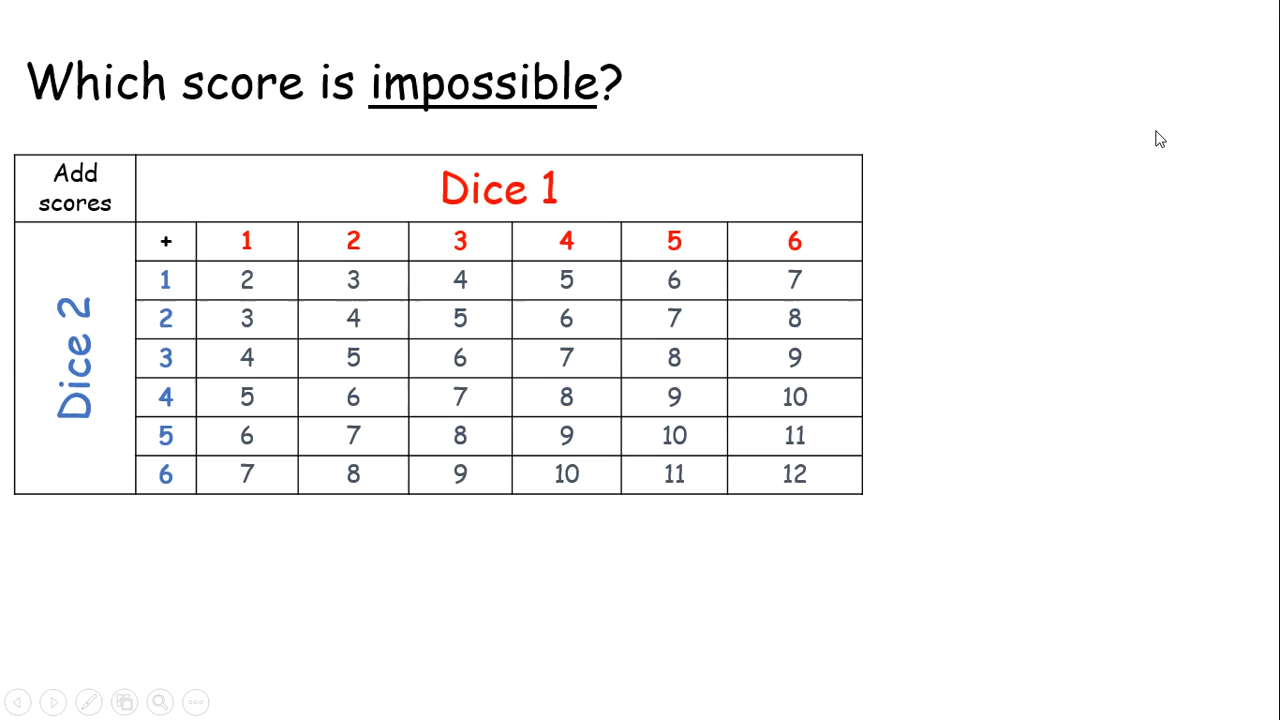 Which score is impossible?
Add
scores
Dice 1
Dice 2
+ 1 2 3 4 5 6
1 2 3 4 5 6 7
2 3 4 5 6 7 8
3 4 5 6 7 8 9
4 5 6 7 8 9 10
5 6 7 8 9 10 11
6 7 8 9 10 11 12